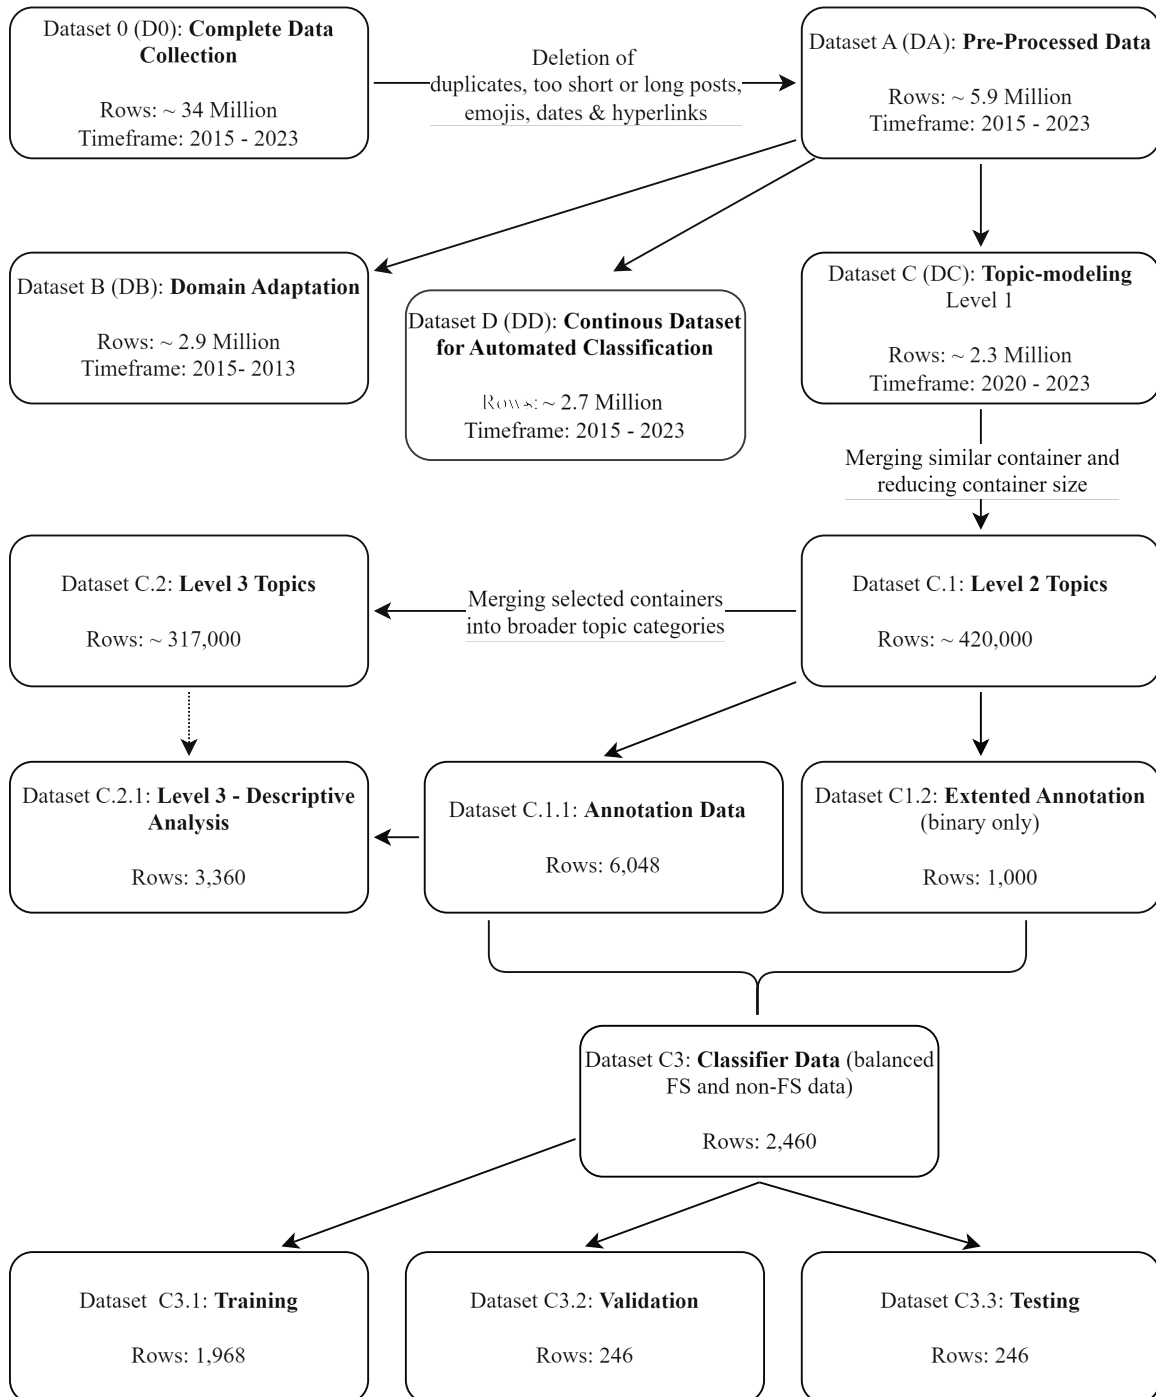 Dataset 0 (D0): Complete Data
Collection
Rows: ~ 34 Million
Timeframe: 2015 - 2023
Deletion of
duplicates, too short or long posts,
emojis, dates & hyperlinks
Dataset A (DA): Pre-Processed Data
Rows: ~ 5.9 Million
Timeframe: 2015 - 2023
Dataset B (DB): Domain Adaptation
Rows: ~ 2.9 Million
Timeframe: 2015- 2013
Dataset D (DD): Continous Dataset
for Automated Classification
Rows: ~ 2.7 Million
Timeframe: 2015 - 2023
Dataset C (DC): Topic-modeling
Level 1
Rows: ~ 2.3 Million
Timeframe: 2020 - 2023
Merging similar container and
reducing container size
Dataset C.2: Level 3 Topics
Rows: ~ 317,000
Merging selected containers
into broader topic categories
Dataset C.1: Level 2 Topics
Rows: ~ 420,000
Dataset C.2.1: Level 3 - Descriptive
Analysis
Rows: 3,360
Dataset C.1.1: Annotation Data
Rows: 6,048
Dataset C1.2: Extented Annotation
(binary only)
Rows: 1,000
Dataset C3: Classifier Data (balanced
FS and non-FS data)
Rows: 2,460
Dataset C3.1: Training
Rows: 1,968
Dataset C3.2: Validation
Rows: 246
Dataset C3.3: Testing
Rows: 246